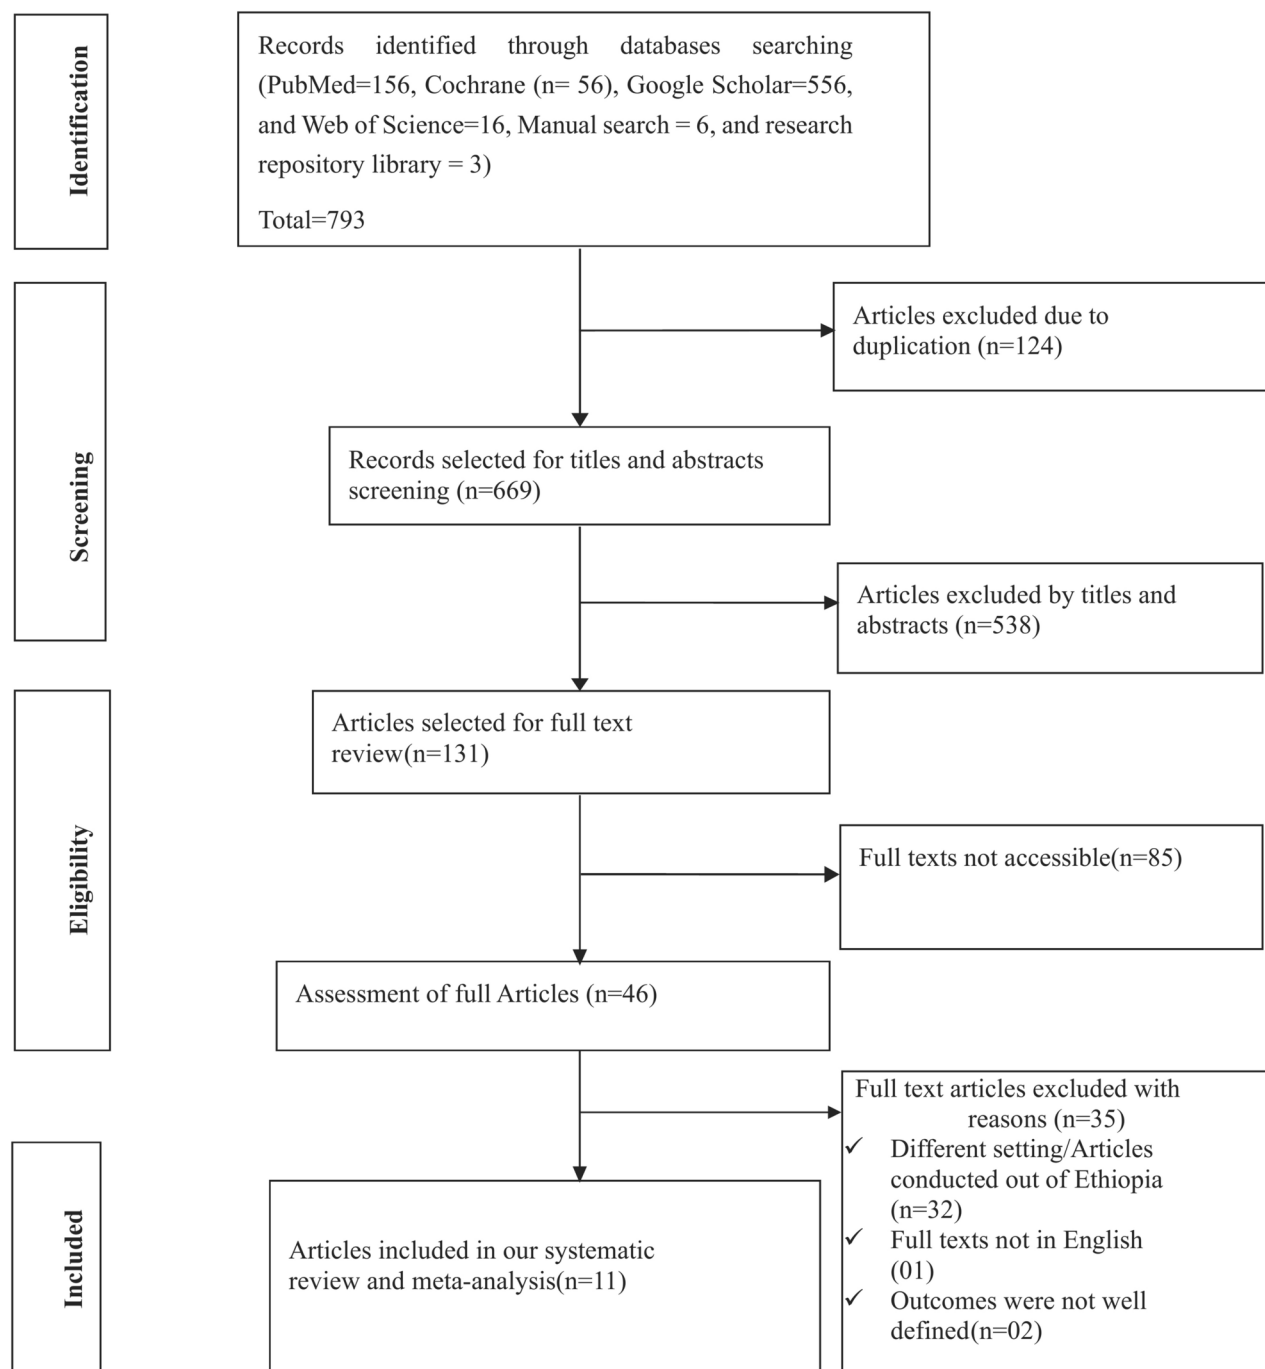 Identification
Records identified through databases searching
(PubMed=156, Cochrane (n= 56), Google Scholar=556,
and Web of Science=16, Manual search = 6, and research
repository library = 3)
Total=793
Screening
Articles excluded due to
duplication (n=124)
Records selected for titles and abstracts
screening (n=669)
Articles excluded by titles and
abstracts (n=538)
Eligibility
Articles selected for full text
review(n=131)
Full texts not accessible(n=85)
Assessment of full Articles (n=46)
Full text articles excluded with
reasons (n=35)
✓ Different setting/Articles
conducted out of Ethiopia
(n=32)
✓ Full texts not in English
(01)
✓ Outcomes were not well
defined(n=02)
Included
Articles included in our systematic
review and meta-analysis(n=11)